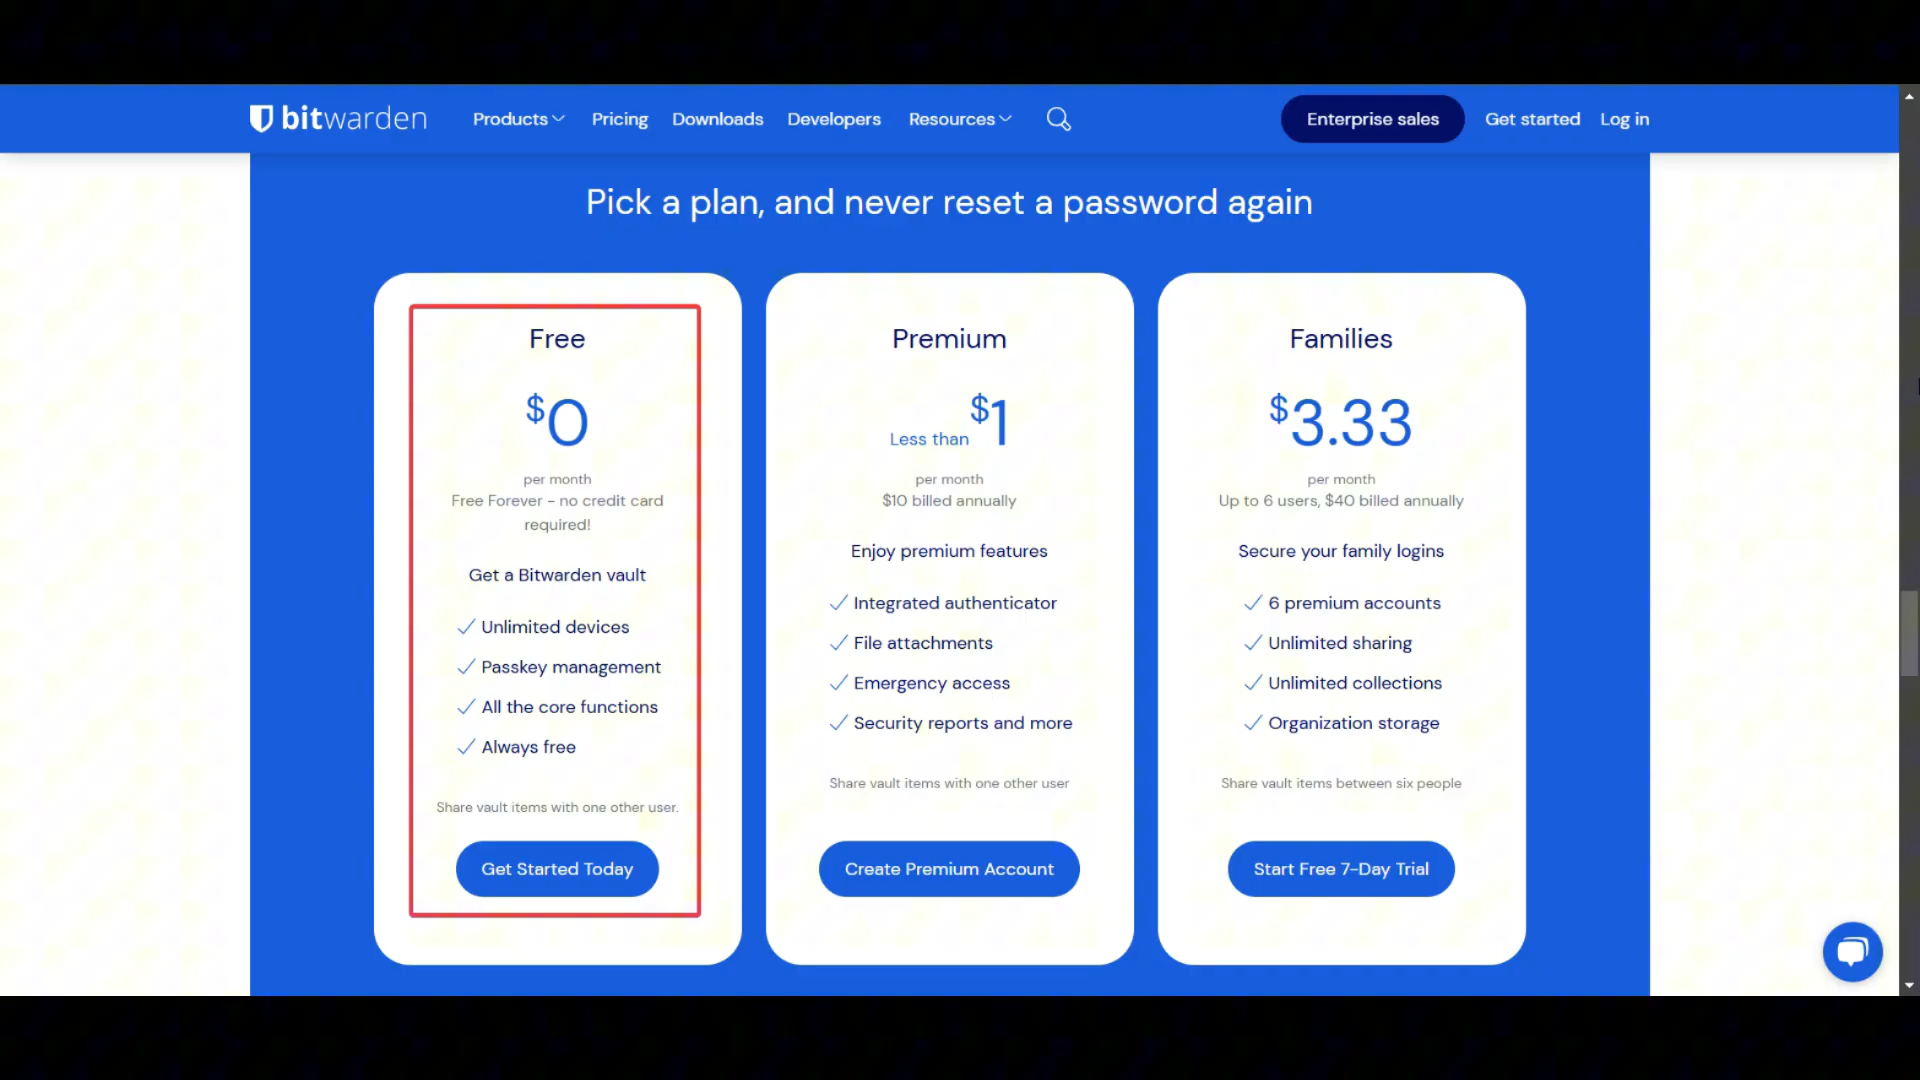 bitwarden Products Pricing Downloads Developers Resources Enterprise sales Get started Log in
Pick a plan, and never reset a password again
Free
$0
per month
Free Forever - no credit card
required!
Get a Bitwarden vault
Unlimited devices
Passkey management
All the core functions
Always free
Share vault items with one other user.
Get Started Today
Premium
Less than $1
per month
$10 billed annually
Enjoy premium features
Integrated authenticator
File attachments
Emergency access
Security reports and more
Share vault items with one other user
Create Premium Account
Families
$3.33
per month
Up to 6 users, $40 billed annually
Secure your family logins
6 premium accounts
Unlimited sharing
Unlimited collections
Organization storage
Share vault items between six people
Start Free 7-Day Trial